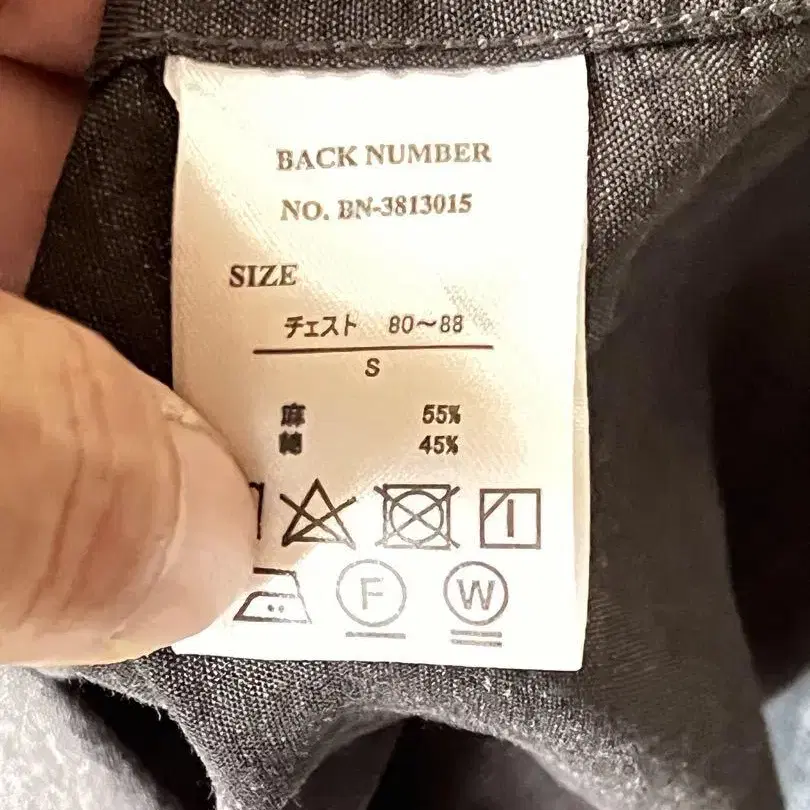 BACK NUMBER
NO. BN-3813015
SIZE
チェスト 80～88
S
麻 55%
綿 45%
F
W